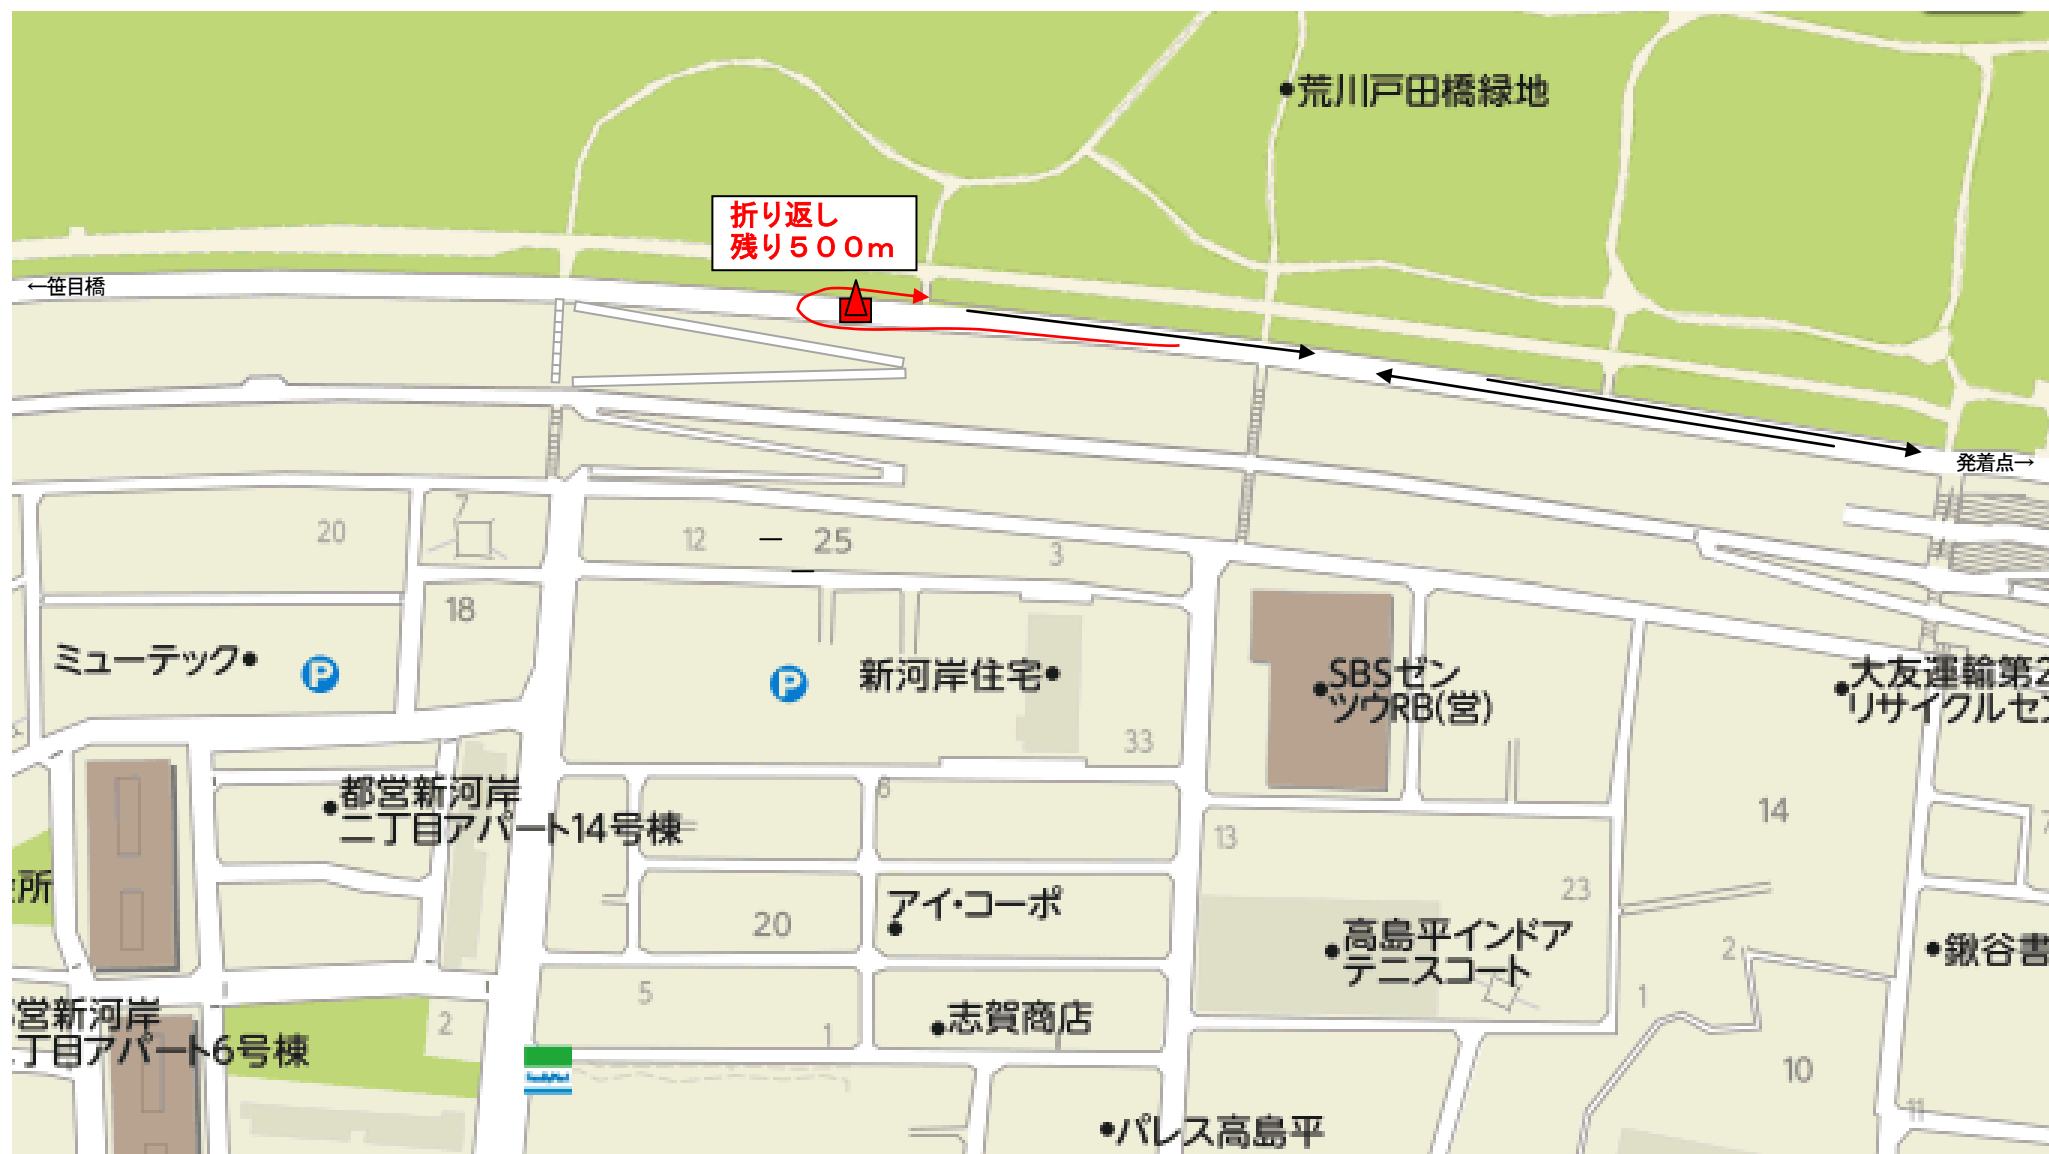 荒川戸田橋緑地
折り返し
残り５００ｍ
←笹目橋
発着点→
7
20
12
25
3
18
ミューテック
P
P
新河岸住宅
SBSゼン
ツウRB(営)
大友運輸第2
リサイクルセン
33
都営新河岸
二丁目アパート14号棟
6
14
13
7
所
アイ・コーポ
23
20
高島平インドア
テニスコート
2
鍬谷書
5
1
2
1
志賀商店
営新河岸
丁目アパート6号棟
FamilyMart
10
11
パレス高島平